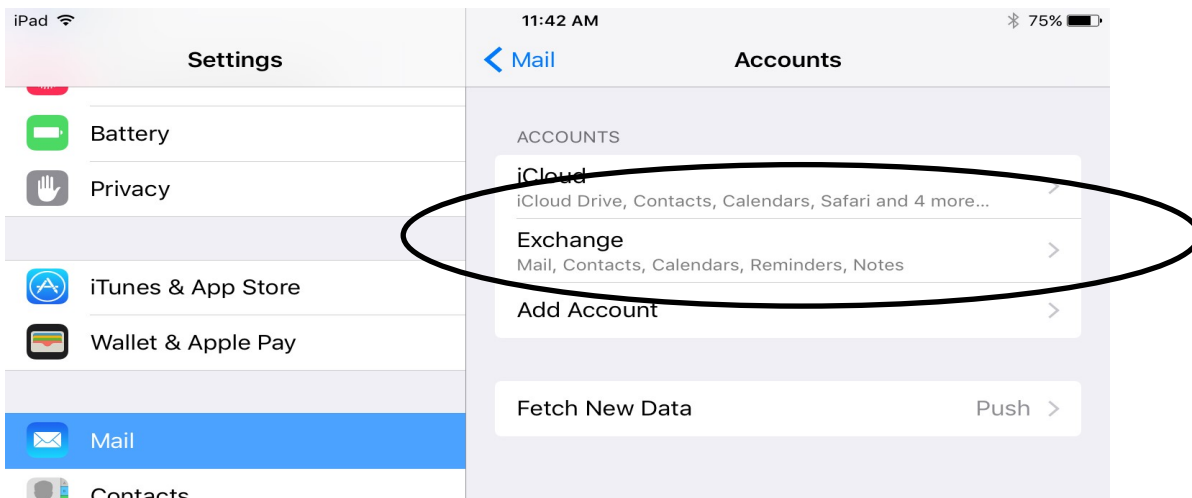 iPad
11:42 AM
75%
Settings
Mail
Accounts
Battery
Privacy
iTunes & App Store
Wallet & Apple Pay
Mail
Contacts
ACCOUNTS
iCloud
iCloud Drive, Contacts, Calendars, Safari and 4 more...
Exchange
Mail, Contacts, Calendars, Reminders, Notes
Add Account
Fetch New Data Push